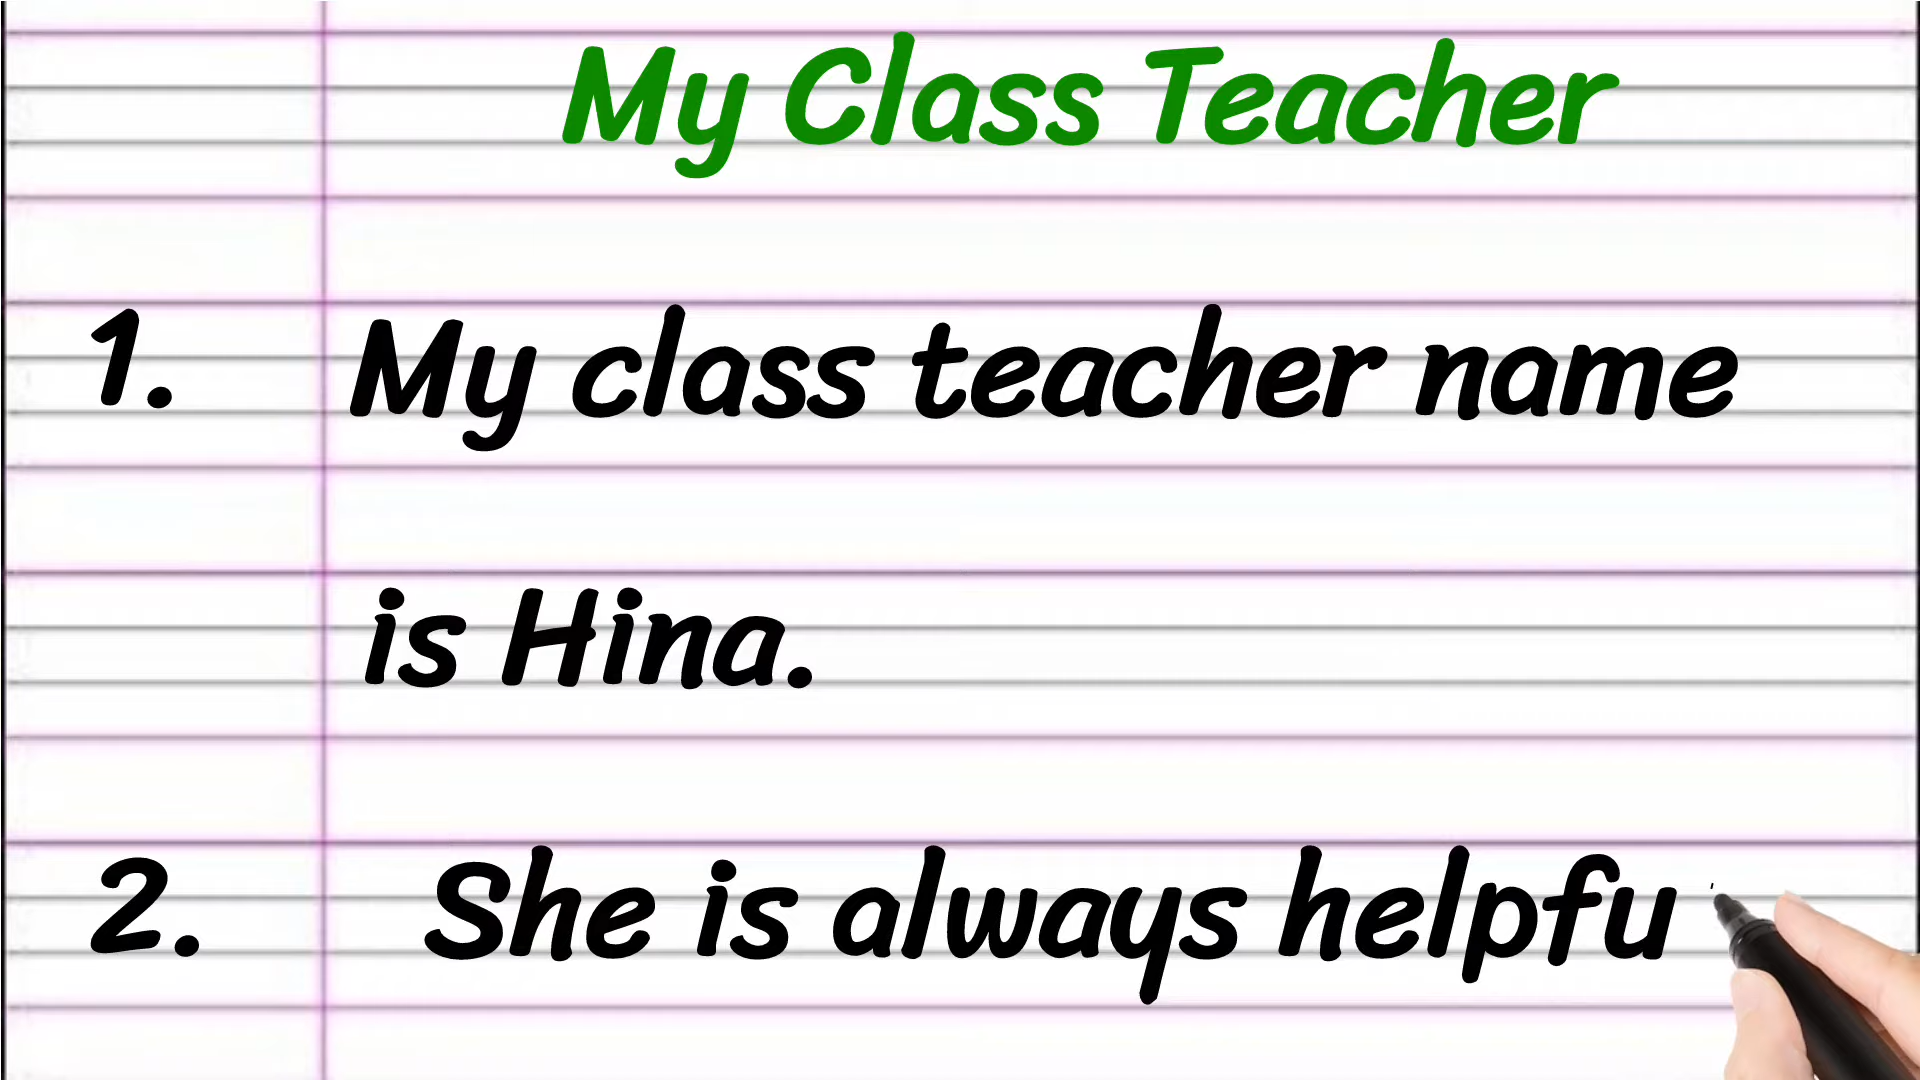 My Class Teacher
1. My class teacher name
is Hina.
2. She is always helpfu